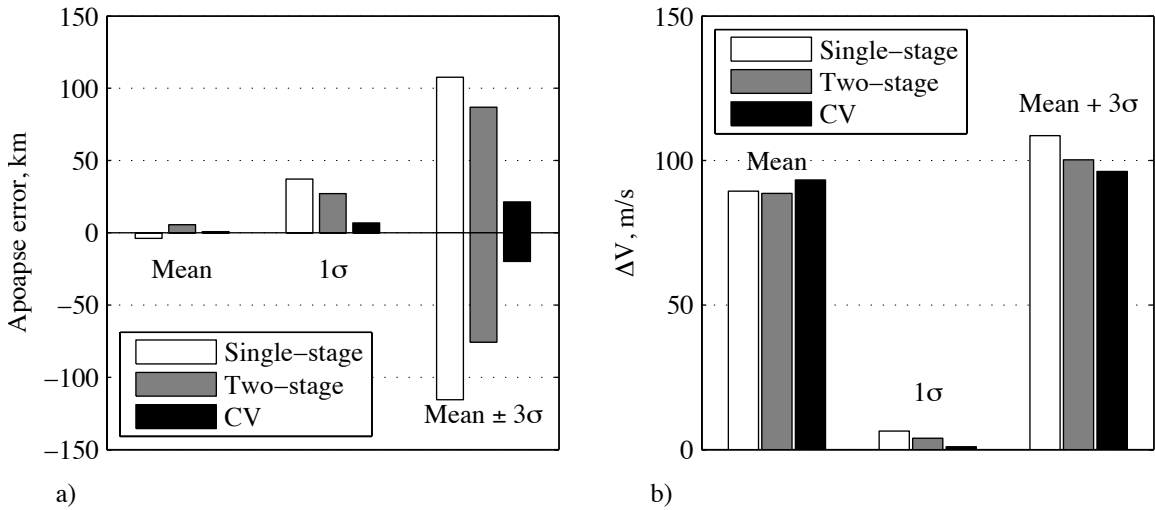 150
100
50
0
−50
−100
−150
Apoapse error, km
Mean
1σ
Mean ± 3σ
Single−stage
Two−stage
CV
a)
150
100
50
0
ΔV, m/s
Single−stage
Two−stage
CV
Mean
1σ
Mean + 3σ
b)